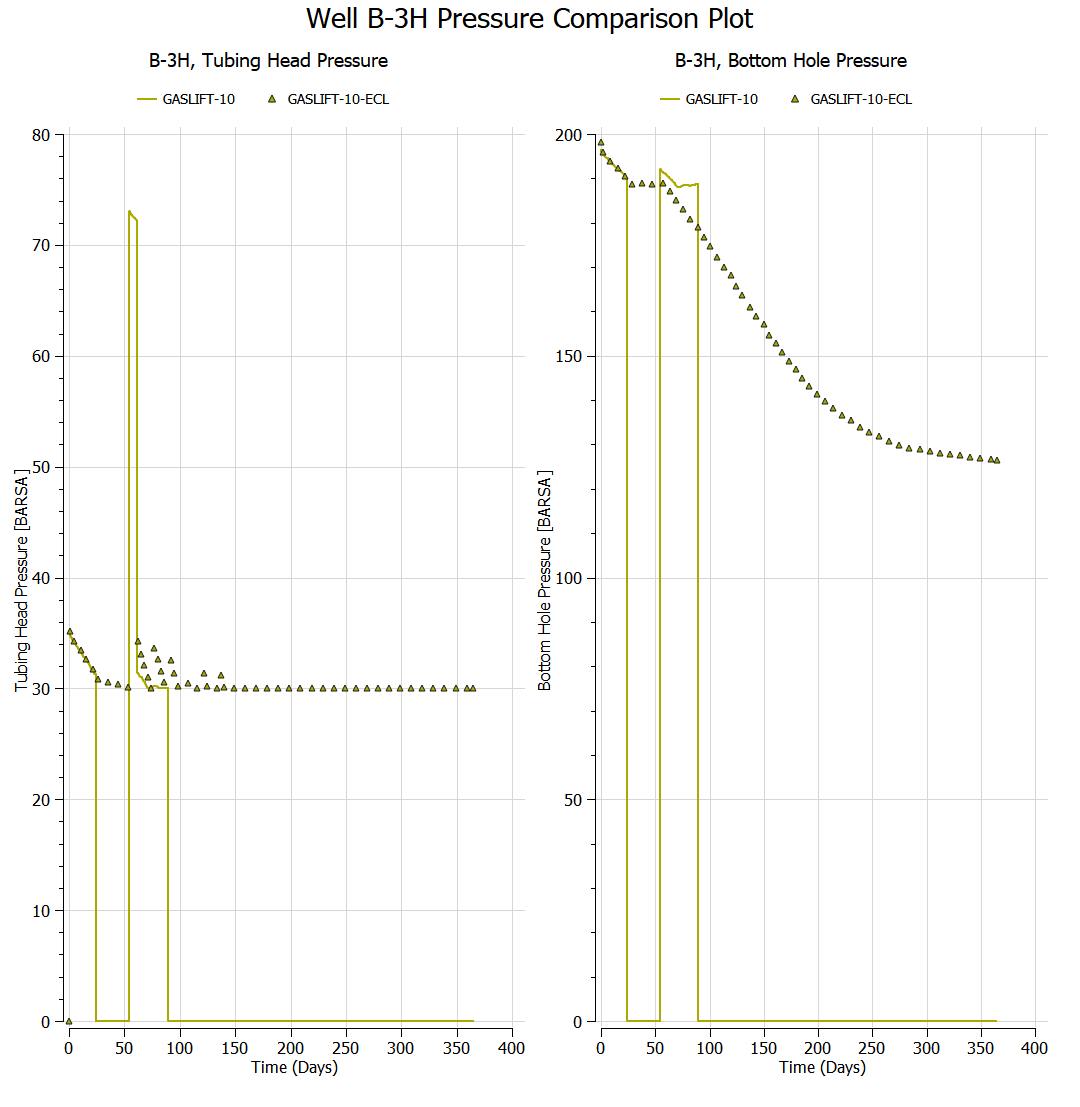 Well B-3H Pressure Comparison Plot
B-3H, Tubing Head Pressure
GASLIFT-10 GASLIFT-10-ECL
Tubing Head Pressure [BARSA]
80
70
60
50
40
30
20
10
0
0 50 100 150 200 250 300 350 400
Time (Days)
B-3H, Bottom Hole Pressure
GASLIFT-10 GASLIFT-10-ECL
Bottom Hole Pressure [BARSA]
200
150
100
50
0
0 50 100 150 200 250 300 350 400
Time (Days)